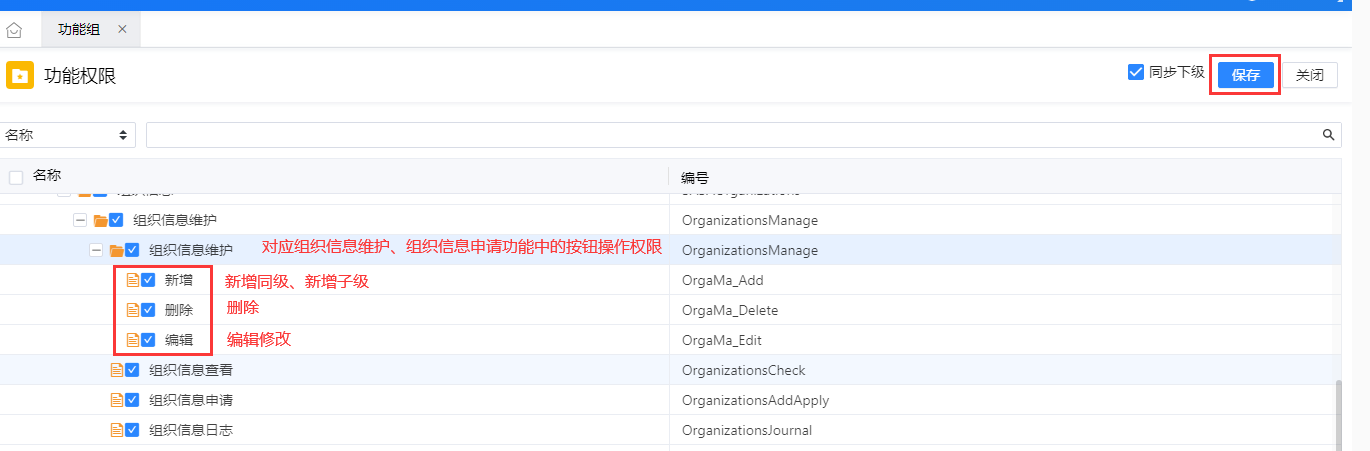 功能组
功能权限
同步下级 保存 关闭
名称
名称 编号
组织信息维护 OrganizationsManage
组织信息维护 对应组织信息维护、组织信息申请功能中的按钮操作权限 OrganizationsManage
新增 新增同级、新增子级 OrgaMa_Add
删除 删除 OrgaMa_Delete
编辑 编辑修改 OrgaMa_Edit
组织信息查看 OrganizationsCheck
组织信息申请 OrganizationsAddApply
组织信息日志 OrganizationsJournal